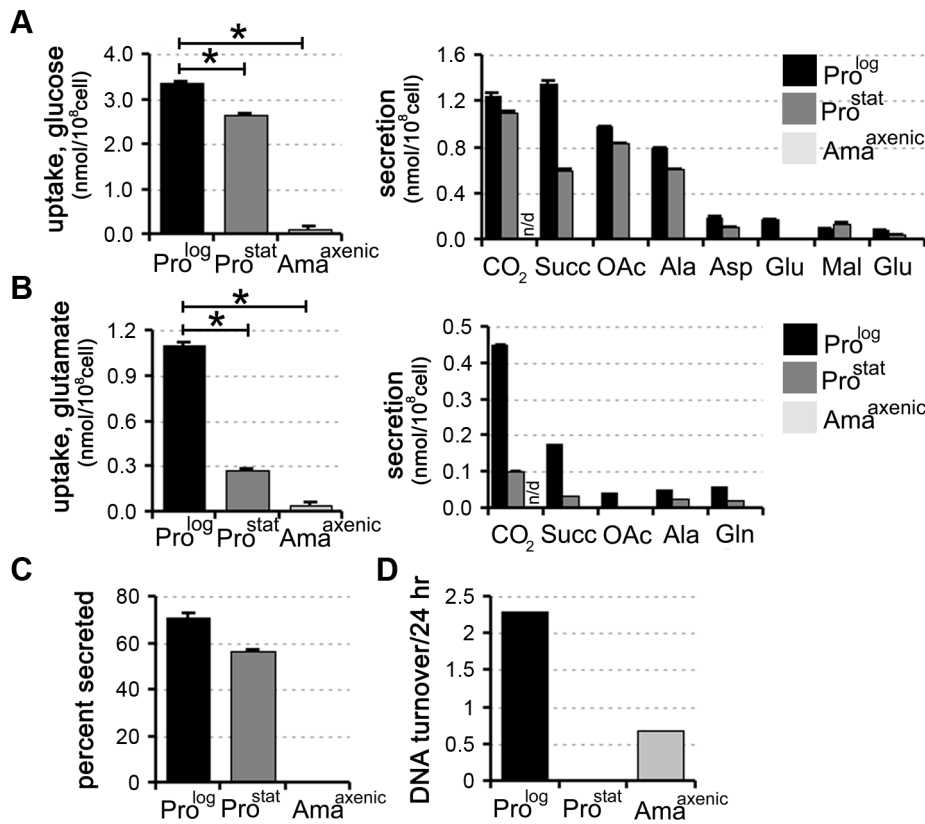 A
uptake, glucose
(nmol/10^8cell)
4.0
3.0
2.0
1.0
0.0
*
*
Pro^log Pro^stat Ama^axenic
secretion
(nmol/10^8cell)
1.6
1.2
0.8
0.4
0
n/d
CO₂ Succ OAc Ala Asp Glu Mal Glu
Pro^log
Pro^stat
Ama^axenic
B
uptake, glutamate
(nmol/10^8cell)
1.2
0.9
0.3
0.0
*
*
Pro^log Pro^stat Ama^axenic
secretion
(nmol/10^8cell)
0.5
0.4
0.3
0.2
0.1
0.0
n/d
CO₂ Succ OAc Ala Gln
Pro^log
Pro^stat
Ama^axenic
C
percent secreted
80
60
40
20
0
Pro^log Pro^stat Ama^axenic
D
DNA turnover/24 hr
2.5
2
1.5
1
0.5
0
Pro^log Pro^stat Ama^axenic